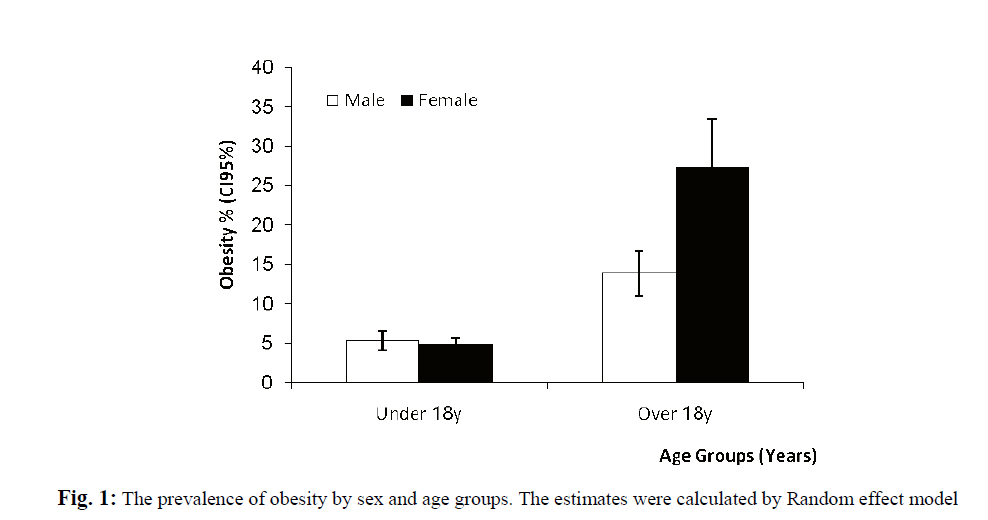 Obesity % (CI95%)
40
35
30
25
20
15
10
5
0
Male Female
Under 18y Over 18y
Age Groups (Years)
Fig. 1: The prevalence of obesity by sex and age groups. The estimates were calculated by Random effect model